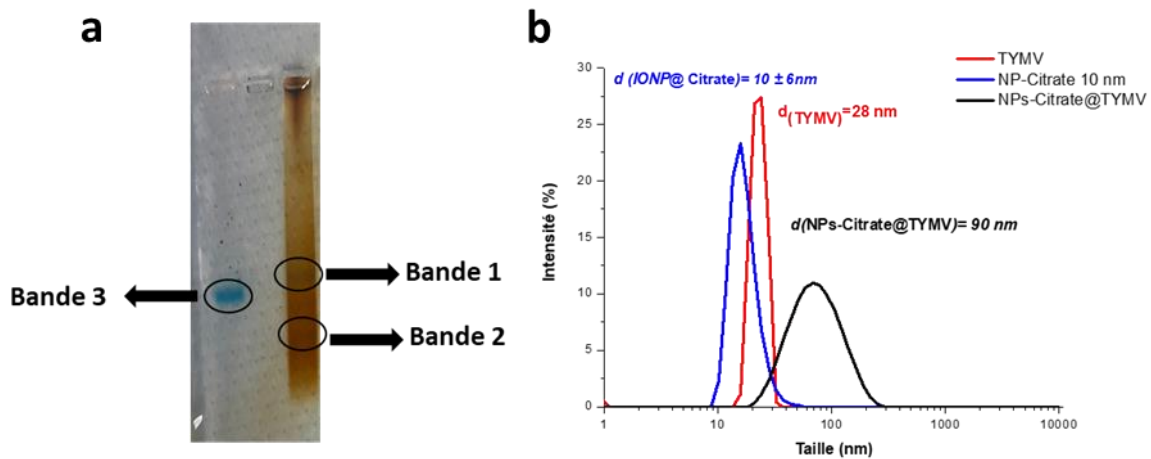 a
Bande 1
Bande 3
Bande 2
b
TYMV
NP-Citrate 10 nm
NPs-Citrate@TYMV
d (IONP@ Citrate)= 10 ± 6nm
d(TYMV)=28 nm
d(NPs-Citrate@TYMV)= 90 nm
Intensité (%)
30
25
20
15
10
5
0
1
10
100
1000
10000
Taille (nm)